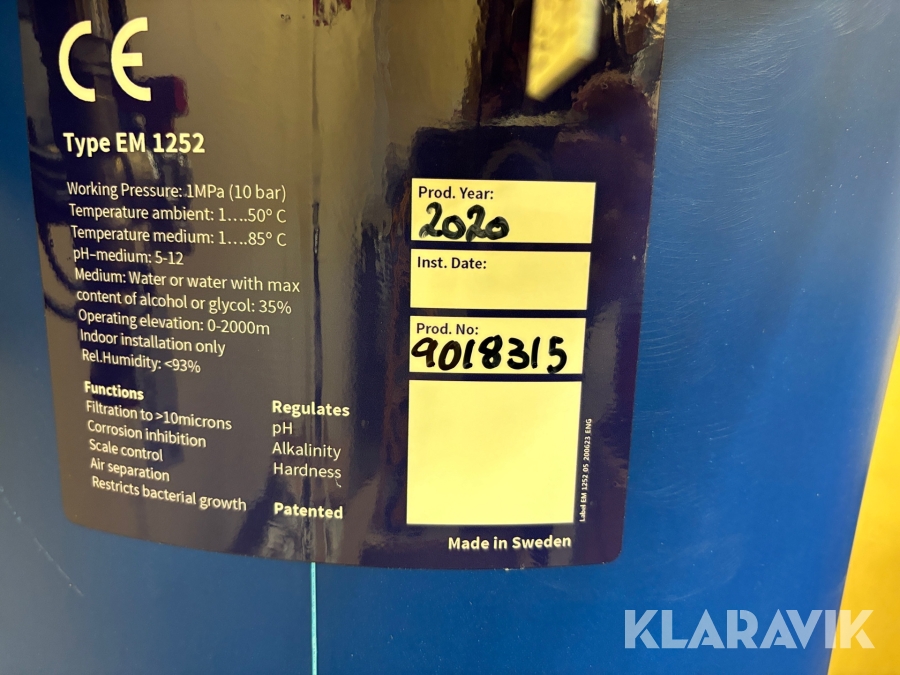 CE
Type EM 1252
Working Pressure: 1MPa (10 bar)
Temperature ambient: 1....50° C
Temperature medium: 1....85° C
pH-medium: 5-12
Medium: Water or water with max
content of alcohol or glycol: 35%
Operating elevation: 0-2000m
Indoor installation only
Rel.Humidity: <93%
Functions
Filtration to >10microns
Corrosion inhibition
Scale control
Air separation
Restricts bacterial growth
Regulates
pH
Alkalinity
Hardness
Patented
Prod. Year:
2020
Inst. Date:
Prod. No:
9018315
Label EM 1252_05_200623_ENG
Made in Sweden
KLARAVIK